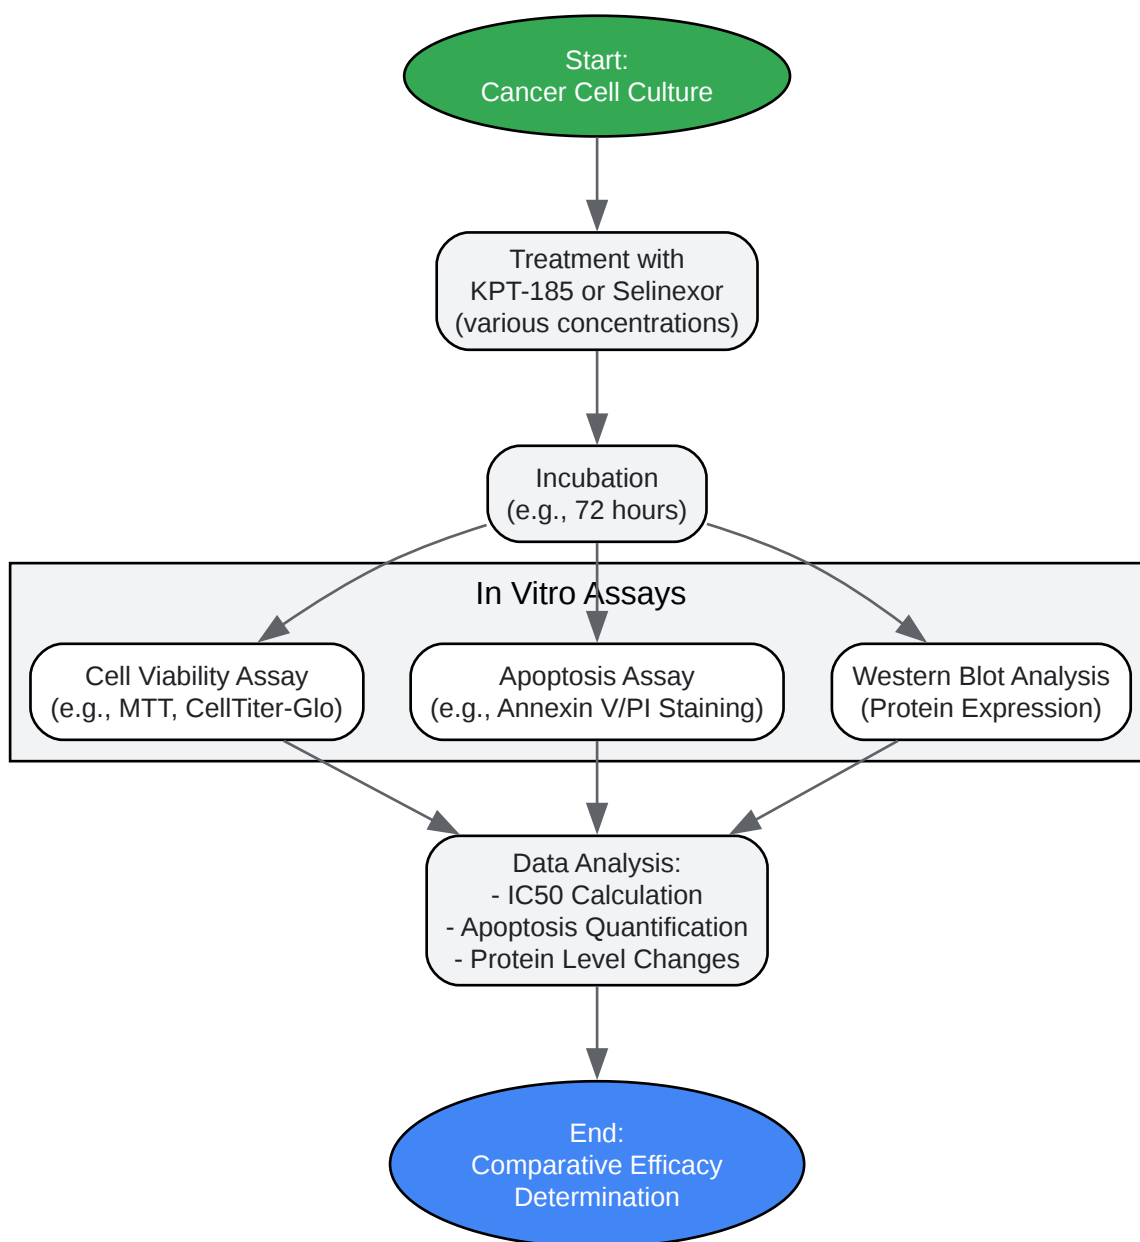 Start:
Cancer Cell Culture
Treatment with
KPT-185 or Selinexor
(various concentrations)
Incubation
(e.g., 72 hours)
In Vitro Assays
Cell Viability Assay
(e.g., MTT, CellTiter-Glo)
Apoptosis Assay
(e.g., Annexin V/PI Staining)
Western Blot Analysis
(Protein Expression)
Data Analysis:
- IC50 Calculation
- Apoptosis Quantification
- Protein Level Changes
End:
Comparative Efficacy
Determination